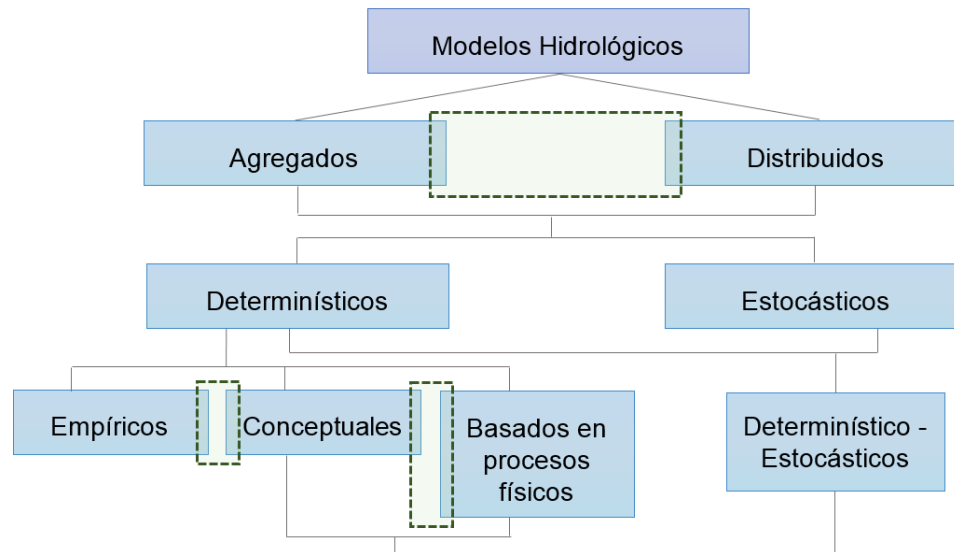 Modelos Hidrológicos
Agregados
Distribuidos
Determinísticos
Estocásticos
Empíricos
Conceptuales
Basados en
procesos
físicos
Determinístico -
Estocásticos